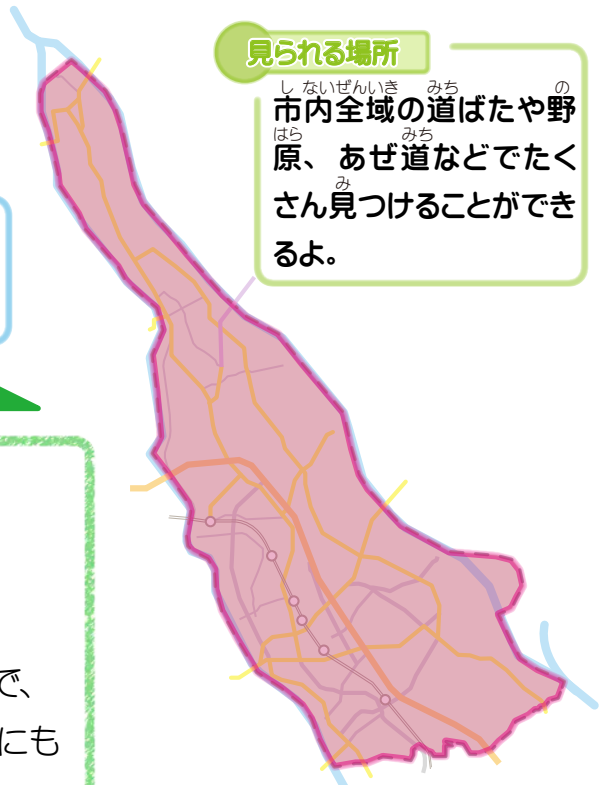 見られる場所
市内全域の道ばたや野
原、あぜ道などでたく
さん見つけることができ
るよ。
で、
にも